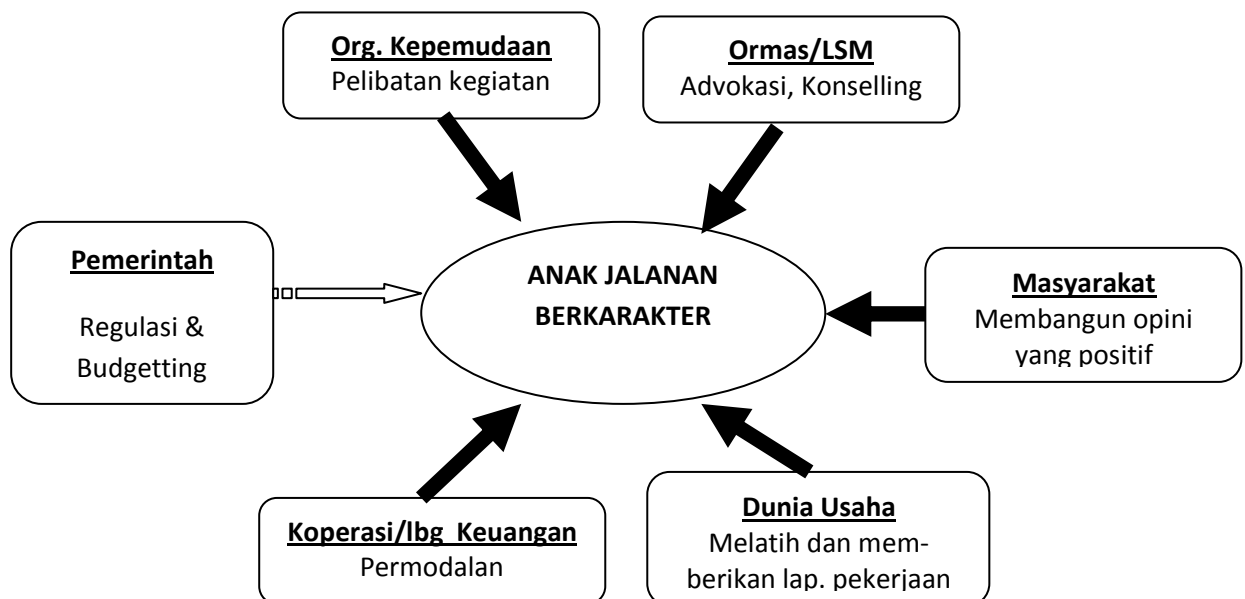 Org. Kepemudaan
Pelibatan kegiatan
Ormas/LSM
Advokasi, Konselling
Pemerintah
Regulasi &
Budgetting
ANAK JALANAN
BERKARAKTER
Masyarakat
Membangun opini
yang positif
Koperasi/lbg Keuangan
Permodalan
Dunia Usaha
Melatih dan mem-
berikan lap. pekerjaan